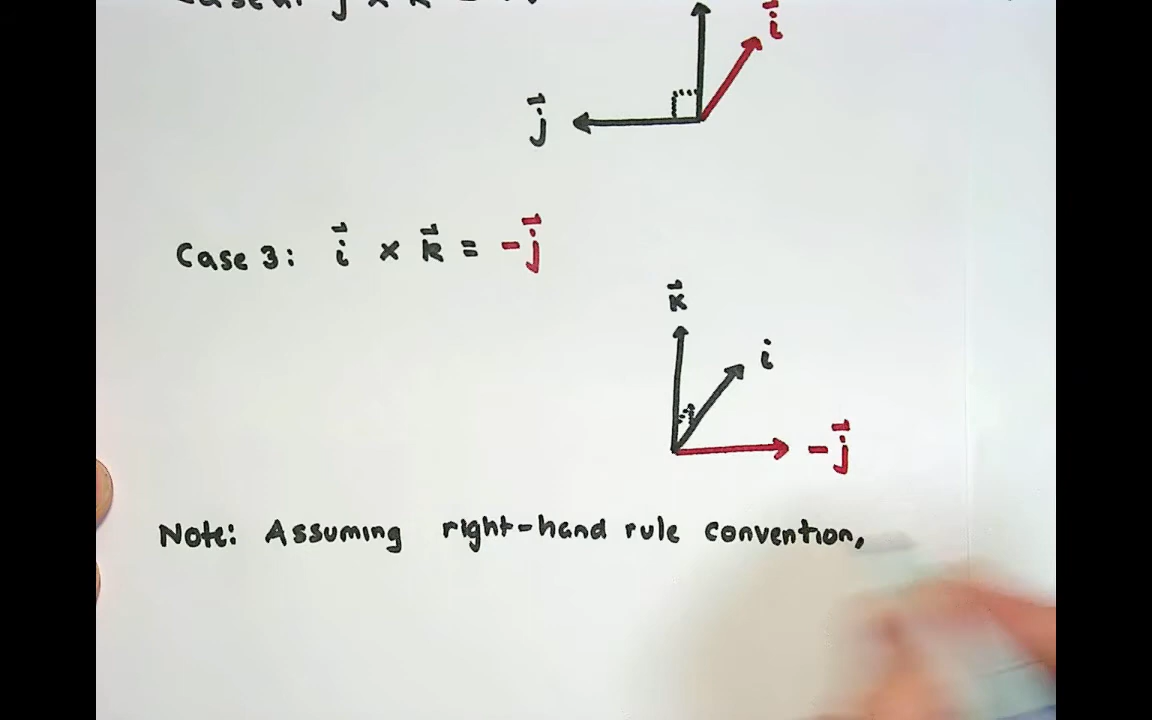 i⃗
j⃗
Case 3: i⃗ × k⃗ = -j⃗
k⃗
i
-j⃗
Note: Assuming right-hand rule convention,